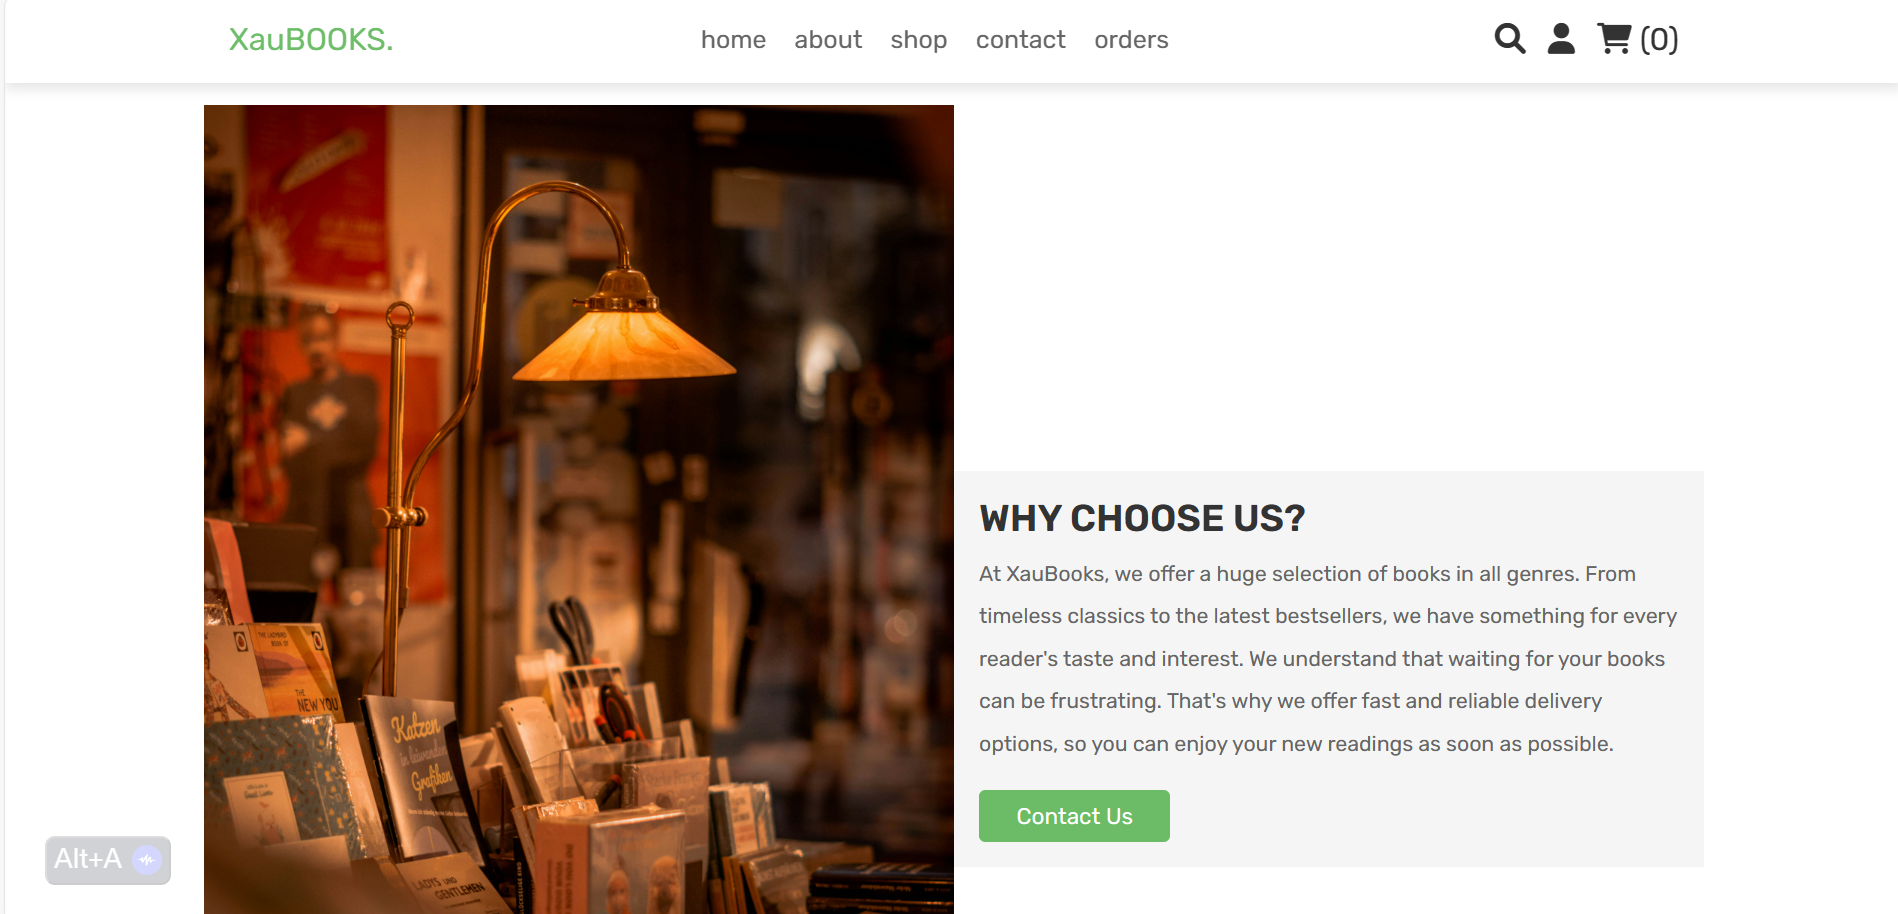 XauBOOKS.
home about shop contact orders
(0)
WHY CHOOSE US?
At XauBooks, we offer a huge selection of books in all genres. From
timeless classics to the latest bestsellers, we have something for every
reader's taste and interest. We understand that waiting for your books
can be frustrating. That's why we offer fast and reliable delivery
options, so you can enjoy your new readings as soon as possible.
Contact Us
Alt+A
THE LADYBIRD
BOOK OF
THE
NEW YOU
Katzen
in
Grafiken
LADYS UND
GENTLEMEN